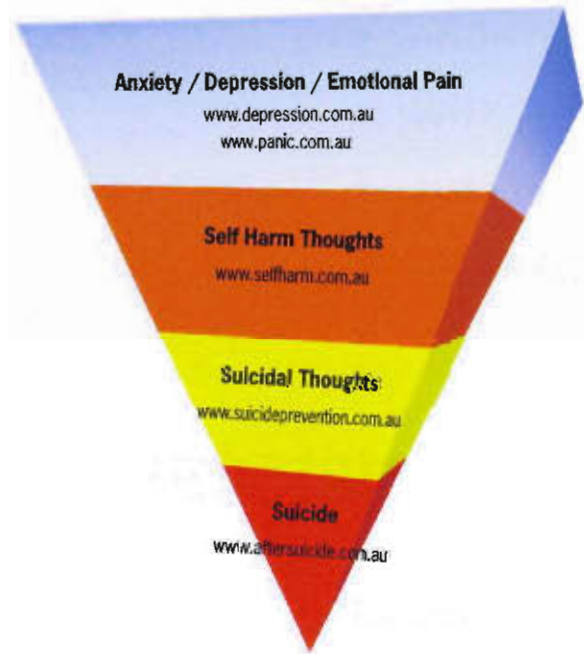 Anxiety / Depression / Emotional Pain
www.depression.com.au
www.panic.com.au
Self Harm Thoughts
www.selfharm.com.au
Suicidal Thoughts
www.suicideprevention.com.au
Suicide
www.aftersuicide.com.au